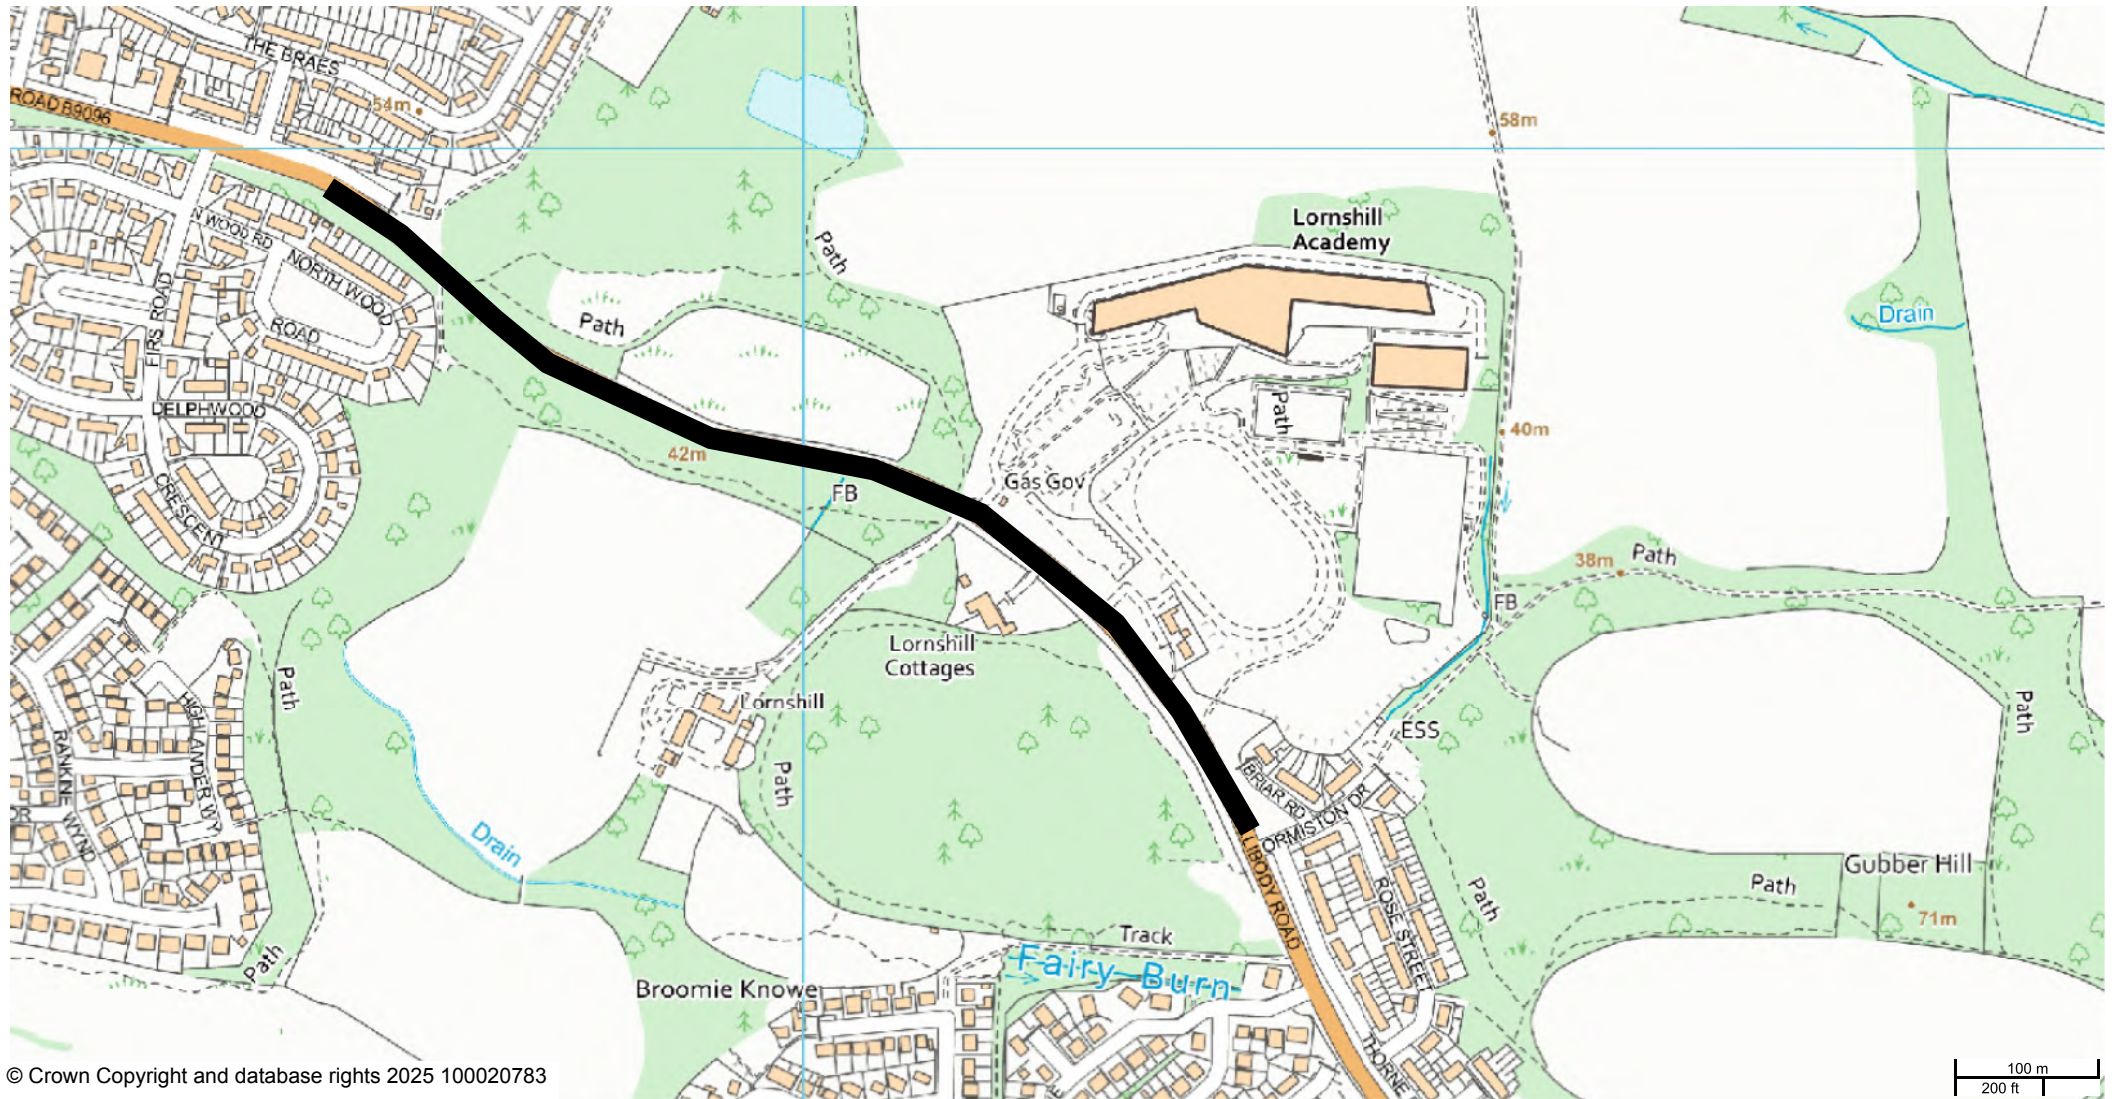 THE BRAES
ROAD B9096
54m
58m
N WOOD RD
NORTH WOOD
ROAD
FIRS ROAD
Path
Lornshill
Academy
Path
Drain
DELPHWOOD
CRESCENT
Path
40m
42m
FB
Gas Gov
38m
Path
FB
Lornshill
Cottages
Path
HIGHLANDER WY
RANKINE WYND
DR
Lornshill
Path
ESS
Path
BRIAR RD
ORMISTON DR
Drain
LIBODY ROAD
ROSE STREET
Path
Gubber Hill
Path
71m
Track
Fairy Burn
Path
Broomie Knowe
THORNE
© Crown Copyright and database rights 2025 100020783
100 m
200 ft